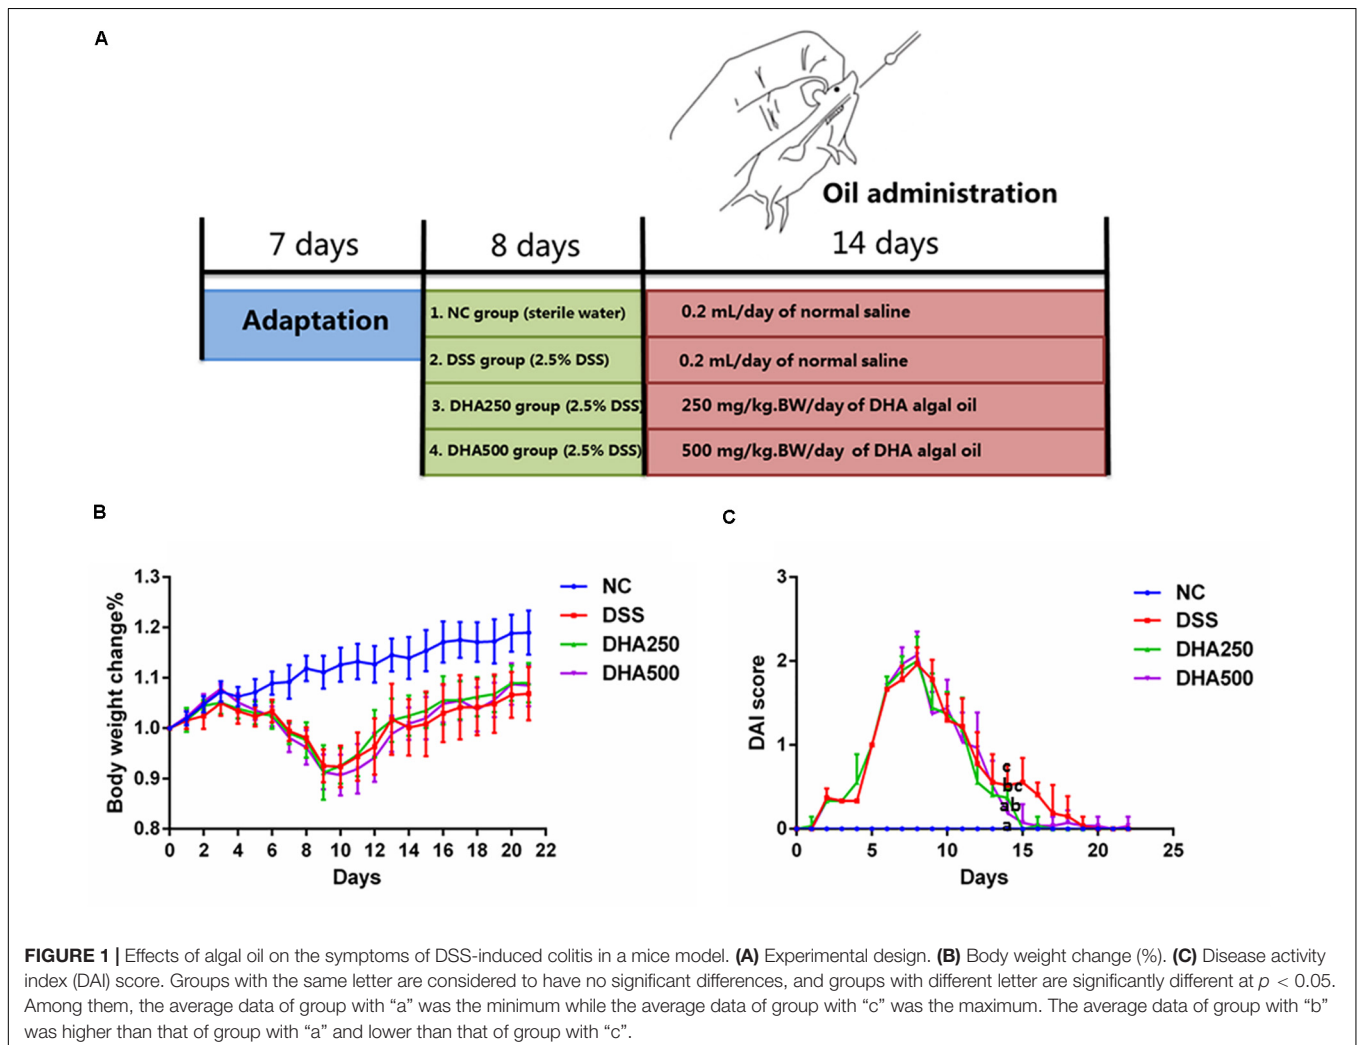 A
Oil administration
7 days
8 days
14 days
Adaptation
1. NC group (sterile water)
0.2 mL/day of normal saline
2. DSS group (2.5% DSS)
0.2 mL/day of normal saline
3. DHA250 group (2.5% DSS)
250 mg/kg.BW/day of DHA algal oil
4. DHA500 group (2.5% DSS)
500 mg/kg.BW/day of DHA algal oil
B
Body weight change%
1.3
1.2
1.1
1.0
0.9
0.8
0 2 4 6 8 10 12 14 16 18 20 22
Days
NC
DSS
DHA250
DHA500
C
DAI score
3
2
1
0
0 5 10 15 20 25
Days
c
bc
ab
a
NC
DSS
DHA250
DHA500
FIGURE 1 | Effects of algal oil on the symptoms of DSS-induced colitis in a mice model. (A) Experimental design. (B) Body weight change (%). (C) Disease activity
index (DAI) score. Groups with the same letter are considered to have no significant differences, and groups with different letter are significantly different at p < 0.05.
Among them, the average data of group with “a” was the minimum while the average data of group with “c” was the maximum. The average data of group with “b”
was higher than that of group with “a” and lower than that of group with “c”.